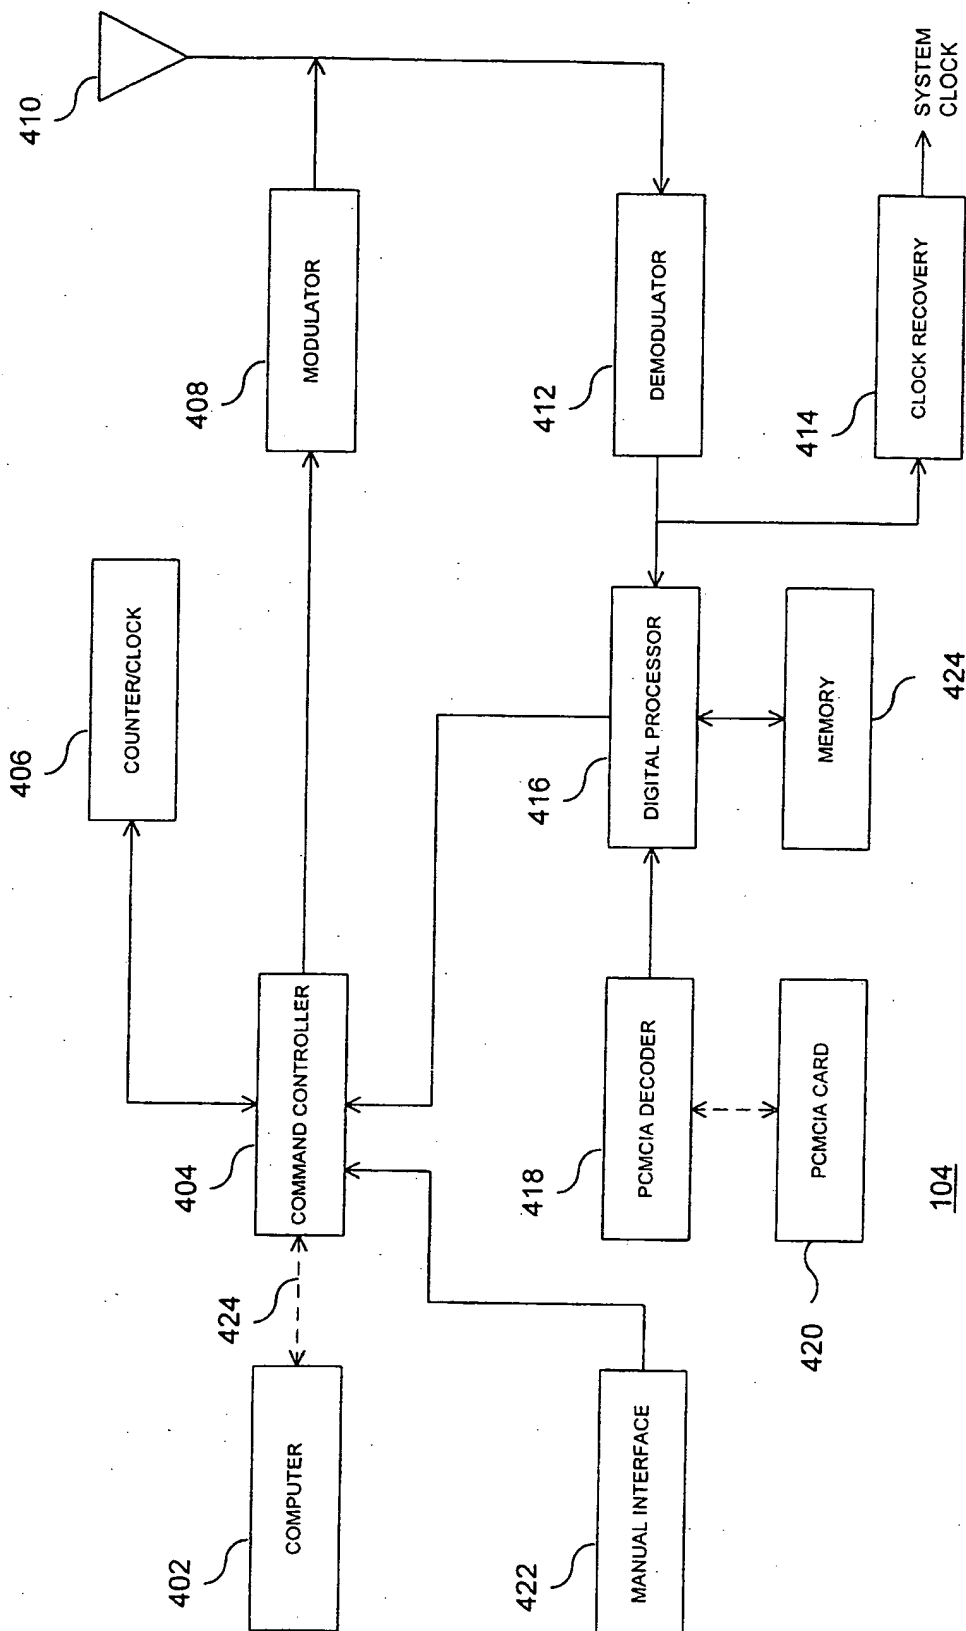 410
SYSTEM
CLOCK
MODULATOR
408
DEMODULATOR
412
CLOCK RECOVERY
414
COUNTER/CLOCK
406
DIGITAL PROCESSOR
416
MEMORY
424
COMMAND CONTROLLER
404
PCMCIA DECODER
418
PCMCIA CARD
420
424
COMPUTER
402
MANUAL INTERFACE
422
104